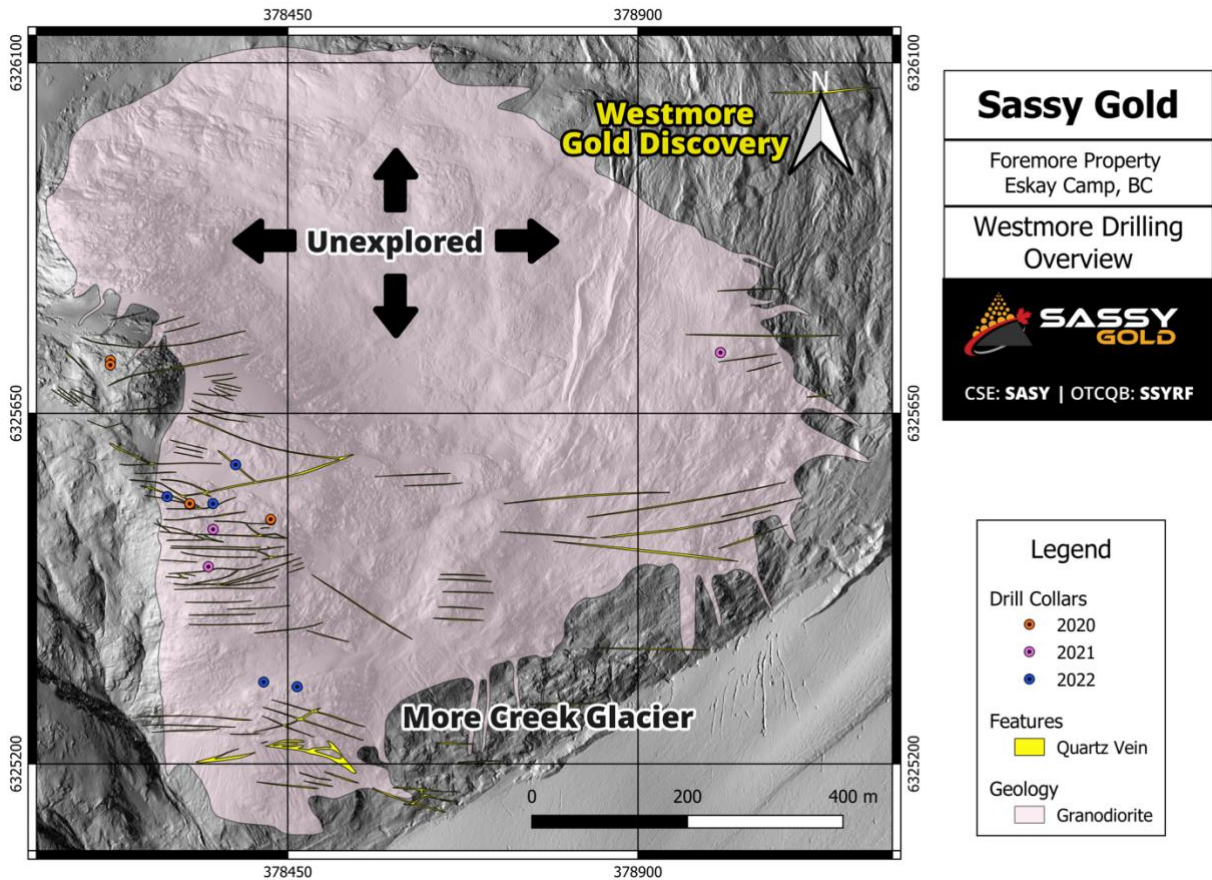 378450
378900
6326100
6326100
N
Westmore
Gold Discovery
Unexplored
6325650
6325650
More Creek Glacier
6325200
6325200
0
200
400 m
378450
378900
Sassy Gold
Foremore Property
Eskay Camp, BC
Westmore Drilling
Overview
SASSY
GOLD
CSE: SASY | OTCQB: SSYRF
Legend
Drill Collars
2020
2021
2022
Features
Quartz Vein
Geology
Granodiorite